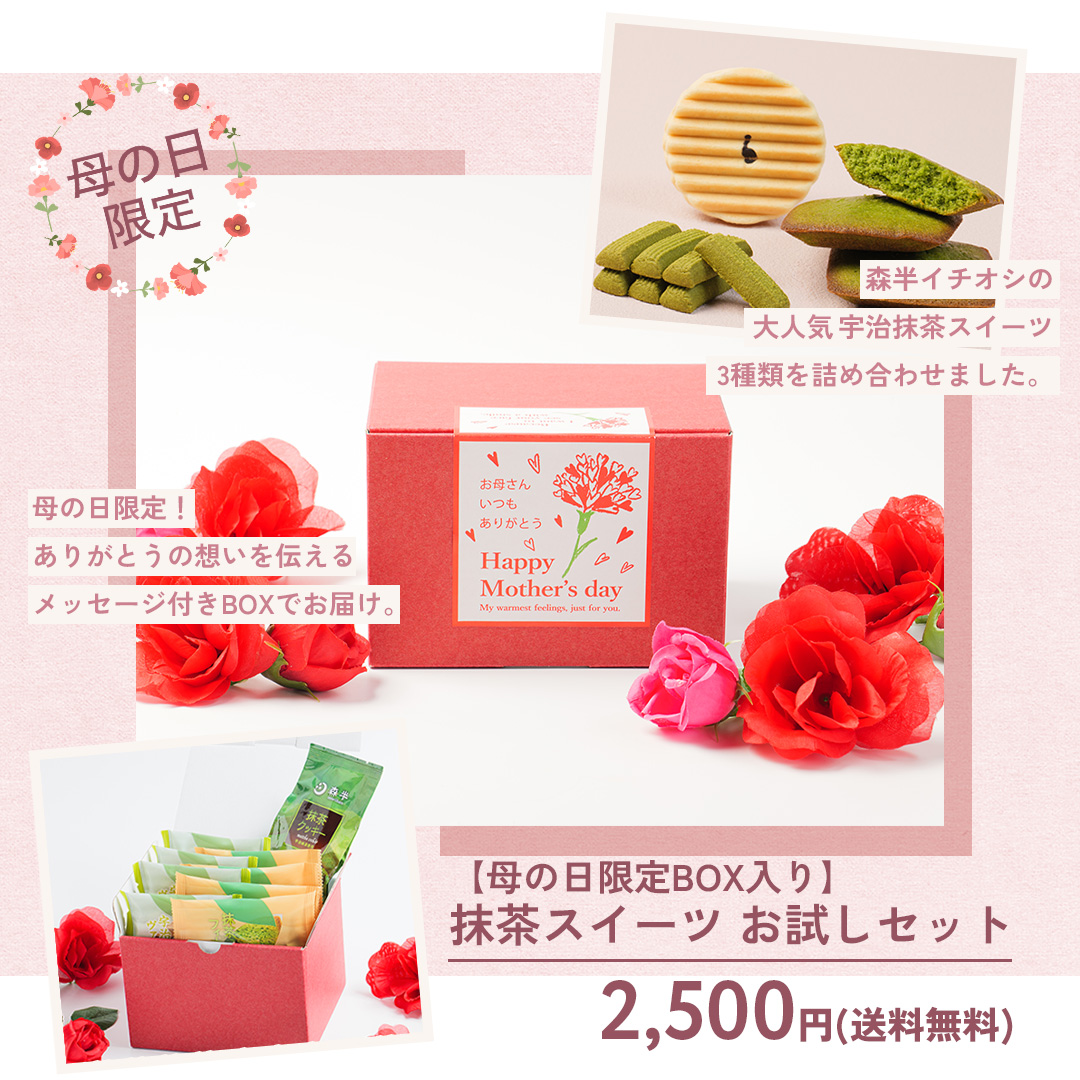 母の日
限定
森半イチオシの
大人気 宇治抹茶スイーツ
3種類を詰め合わせました。
お母さん
いつも
ありがとう
Happy
Mother's day
My warmest feelings, just for you.
母の日限定！
ありがとうの想いを伝える
メッセージ付きBOXでお届け。
森半
抹茶
クッキー
【母の日限定BOX入り】
抹茶スイーツ お試しセット
2,500円(送料無料)